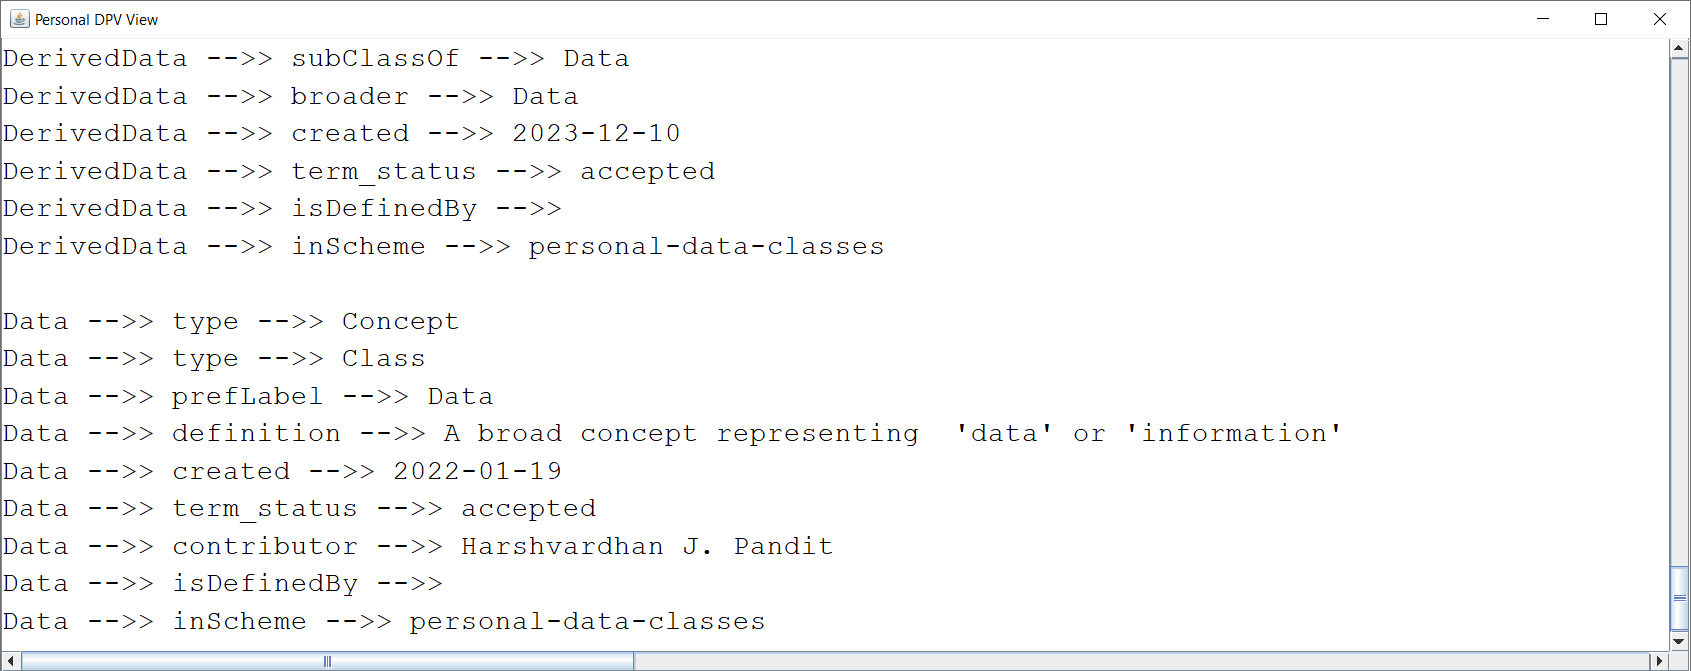 Personal DPV View
DerivedData -->> subClassOf -->> Data
DerivedData -->> broader -->> Data
DerivedData -->> created -->> 2023-12-10
DerivedData -->> term_status -->> accepted
DerivedData -->> isDefinedBy -->>
DerivedData -->> inScheme -->> personal-data-classes
Data -->> type -->> Concept
Data -->> type -->> Class
Data -->> prefLabel -->> Data
Data -->> definition -->> A broad concept representing  'data' or 'information'
Data -->> created -->> 2022-01-19
Data -->> term_status -->> accepted
Data -->> contributor -->> Harshvardhan J. Pandit
Data -->> isDefinedBy -->>
Data -->> inScheme -->> personal-data-classes